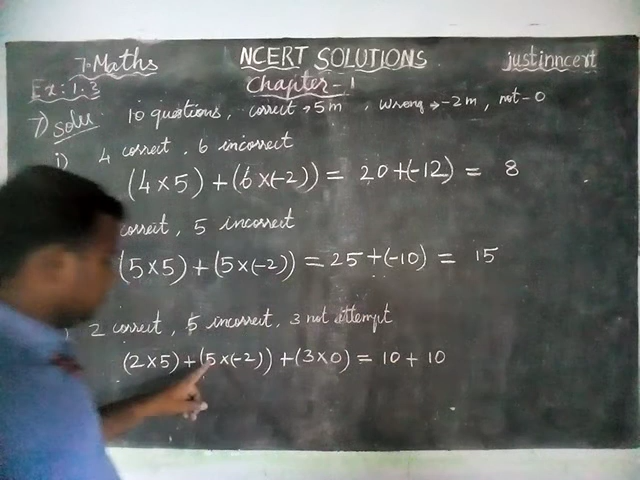 7. Maths NCERT SOLUTIONS justinncert
Ex: 1.2 Chapter - 1
7) Solu 10 questions, correct → 5m, wrong → -2m, not - 0
i) 4 correct, 6 incorrect
(4 × 5) + (6 × (-2)) = 20 + (-12) = 8
correct, 5 incorrect
(5×5) + (5×(-2)) = 25 + (-10) = 15
2 correct, 5 incorrect, 3 not attempt
(2×5) + (5×(-2)) + (3×0) = 10 + 10